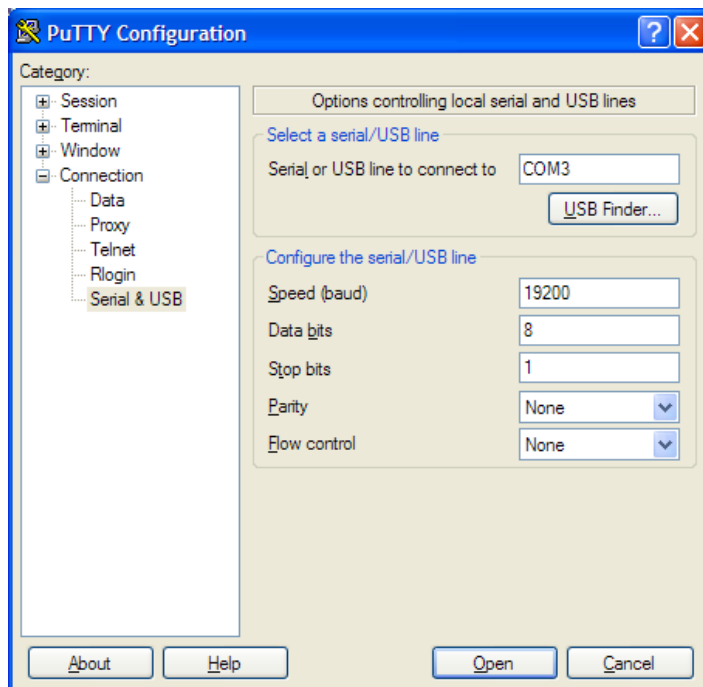 PuTTY Configuration
Category:
Session
Terminal
Window
Connection
Data
Proxy
Telnet
Rlogin
Serial & USB
Options controlling local serial and USB lines
Select a serial/USB line
Serial or USB line to connect to COM3
USB Finder...
Configure the serial/USB line
Speed (baud) 19200
Data bits 8
Stop bits 1
Parity None
Flow control None
About Help Open Cancel